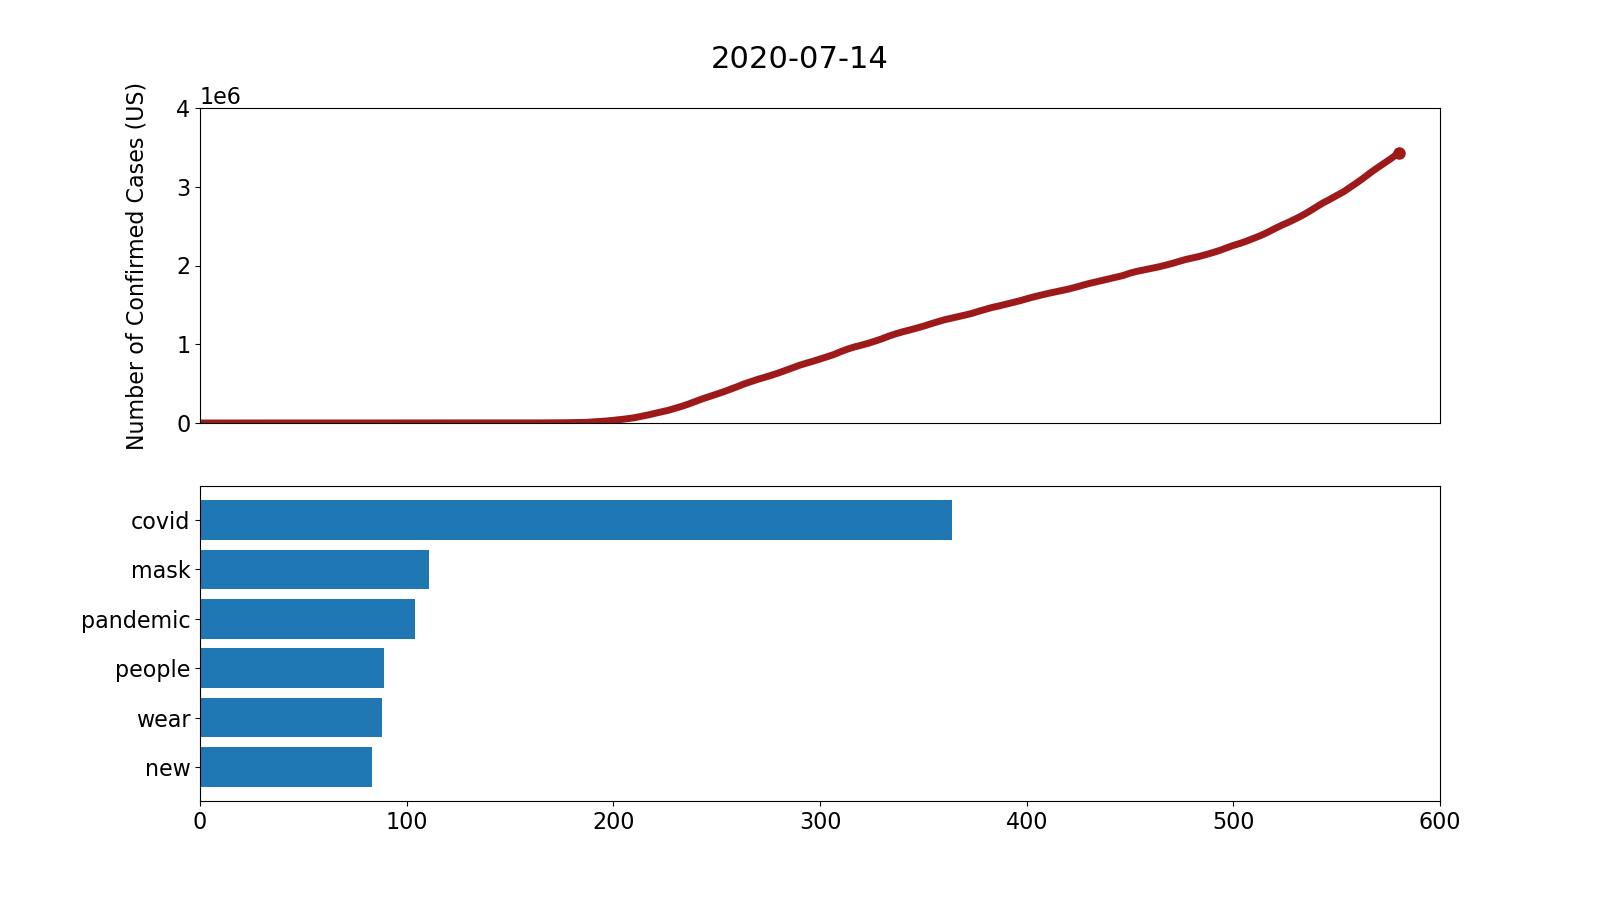 2020-07-14
1e6
Number of Confirmed Cases (US)
4
3
2
1
0
covid
mask
pandemic
people
wear
new
0 100 200 300 400 500 600